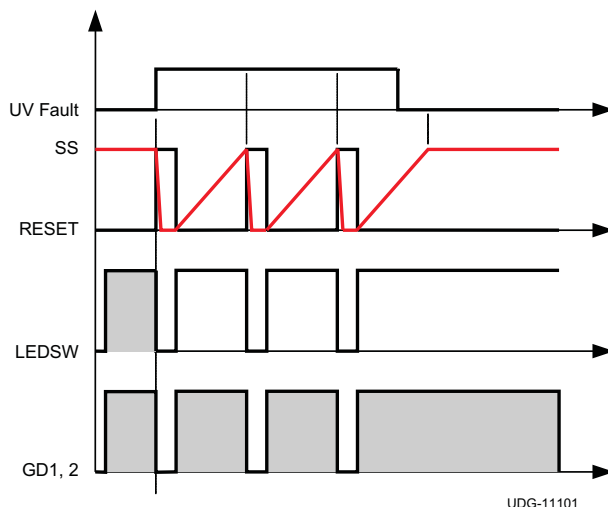 UV Fault
SS
RESET
LEDSW
GD1, 2
UDG-11101